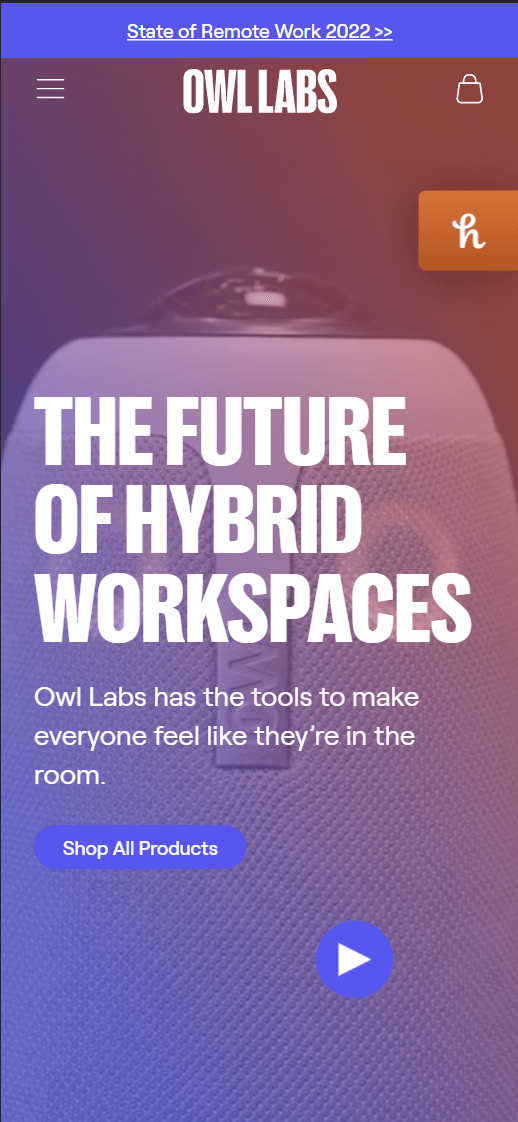 State of Remote Work 2022 >>
OWL LABS
h
THE FUTURE
OF HYBRID
WORKSPACES
Owl Labs has the tools to make
everyone feel like they’re in the
room.
Shop All Products